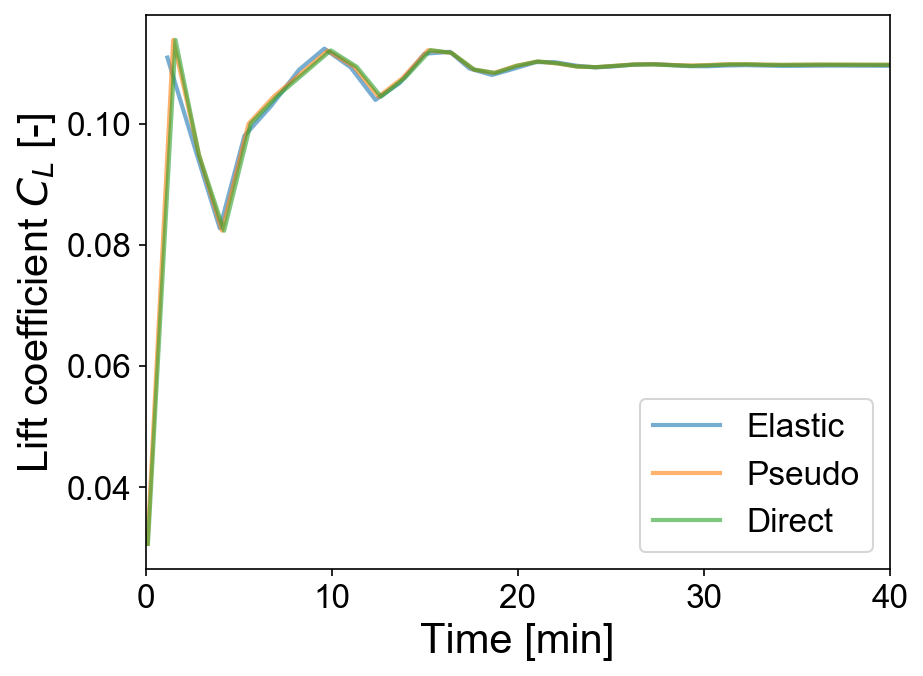 Lift coefficient C_L [-]
0.10
0.08
0.06
0.04
Elastic
Pseudo
Direct
0 10 20 30 40
Time [min]